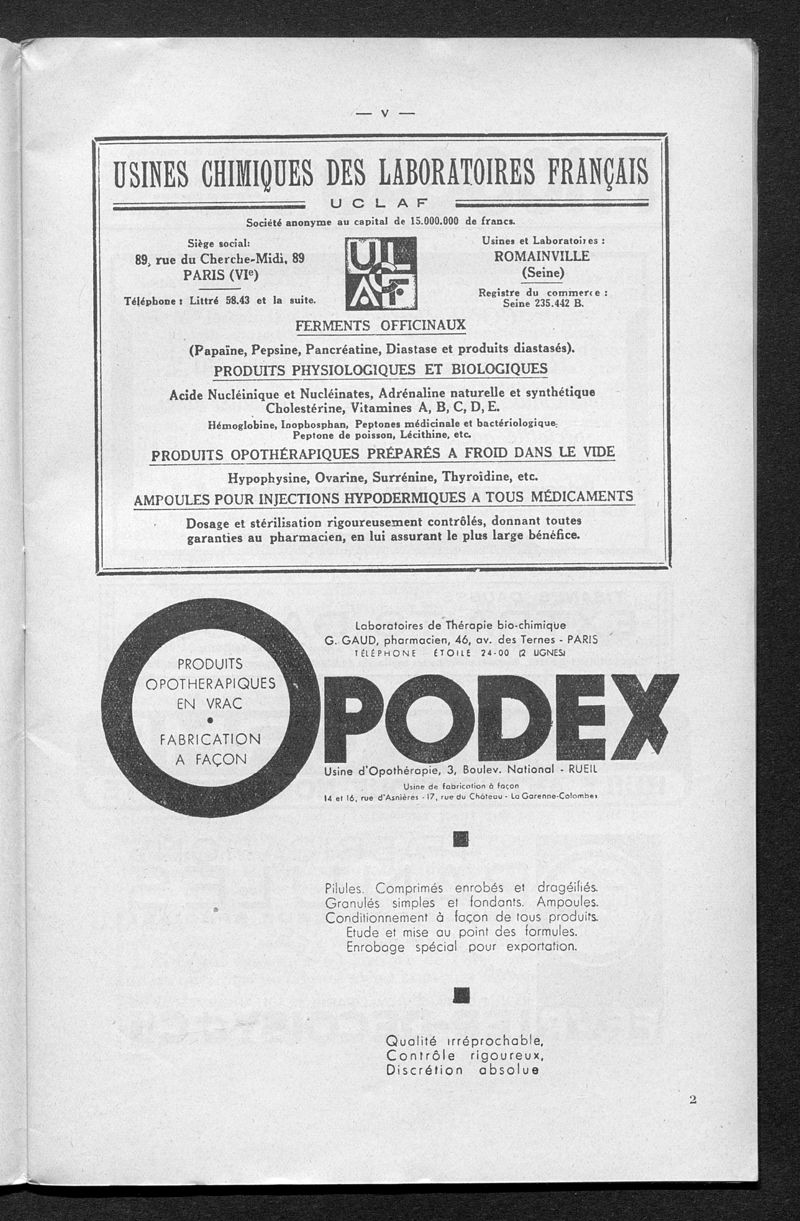 — V —
USINES CHIMIQUES DES LABORATOIRES FRANÇAIS
UCLAF
Société anonyme au capital de 15.000.000 de francs.
Siège social:
89, rue du Cherche-Midi, 89
PARIS (VIe)
Téléphone : Littré 58.43 et la suite.
UCLAF
Usines et Laboratoires :
ROMAINVILLE
(Seine)
Registre du commerce :
Seine 235.442 B.
FERMENTS OFFICINAUX
(Papaïne, Pepsine, Pancréatine, Diastase et produits diastasés).
PRODUITS PHYSIOLOGIQUES ET BIOLOGIQUES
Acide Nucléinique et Nucléinates, Adrénaline naturelle et synthétique
Cholestérine, Vitamines A, B, C, D, E.
Hémoglobine, Inophosphan, Peptones médicinale et bactériologique,
Peptone de poisson, Lécithine, etc.
PRODUITS OPOTHÉRAPIQUES PRÉPARÉS A FROID DANS LE VIDE
Hypophysine, Ovarine, Surrénine, Thyroïdine, etc.
AMPOULES POUR INJECTIONS HYPODERMIQUES A TOUS MÉDICAMENTS
Dosage et stérilisation rigoureusement contrôlés, donnant toutes
garanties au pharmacien, en lui assurant le plus large bénéfice.
Laboratoires de Thérapie bio-chimique
G. GAUD, pharmacien, 46, av. des Ternes - PARIS
TÉLÉPHONE ÉTOILE 24-00 (2 LIGNES)
OPODEX
PRODUITS
OPOTHERAPIQUES
EN VRAC
•
FABRICATION
A FAÇON
Usine d'Opothérapie, 3, Boulev. National - RUEIL
Usine de fabrication à façon
14 et 16, rue d'Asnières - 17, rue du Château - La Garenne-Colombes
Pilules. Comprimés enrobés et dragéifiés.
Granulés simples et fondants. Ampoules.
Conditionnement à façon de tous produits.
Etude et mise au point des formules.
Enrobage spécial pour exportation.
Qualité irréprochable,
Contrôle rigoureux,
Discrétion absolue
2